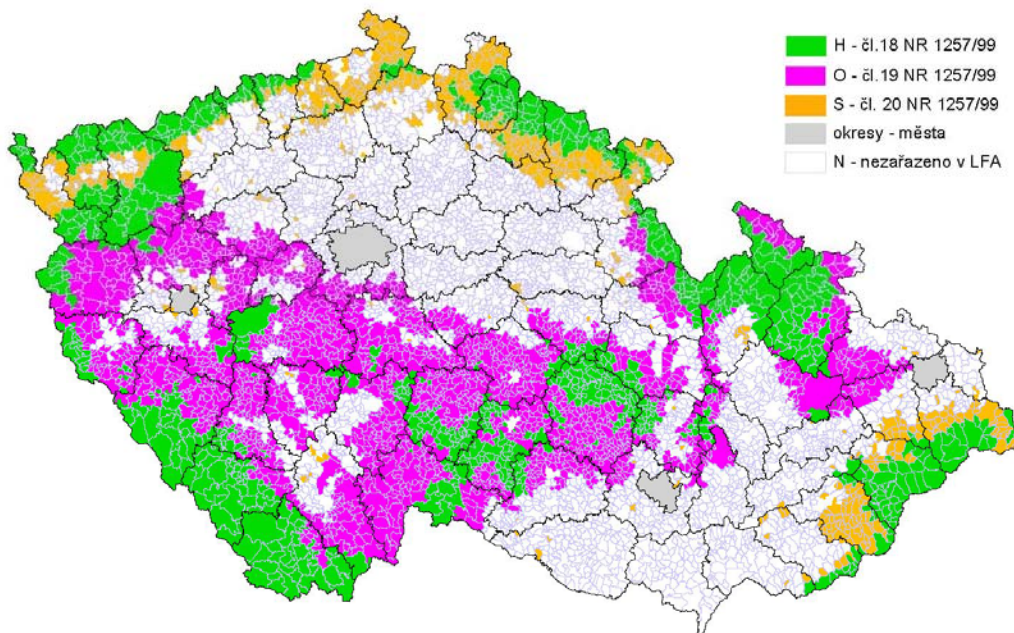 H - čl.18 NR 1257/99
O - čl.19 NR 1257/99
S - čl. 20 NR 1257/99
okresy - města
N - nezařazeno v LFA